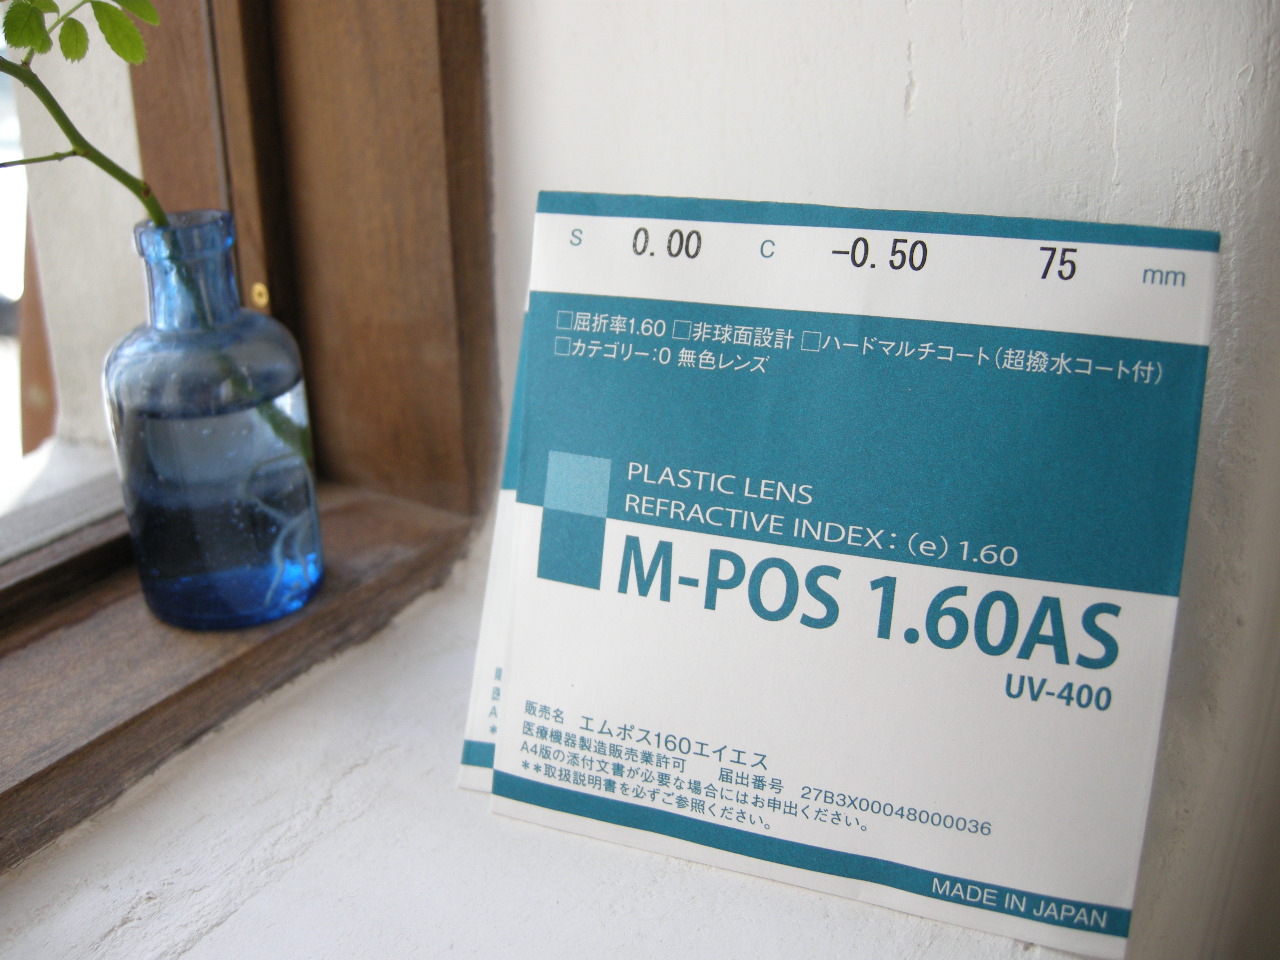 S 0.00 C -0.50 75 mm
□屈折率1.60 □非球面設計 □ハードマルチコート(超撥水コート付)
□カテゴリー:0 無色レンズ
PLASTIC LENS
REFRACTIVE INDEX:(e)1.60
M-POS 1.60AS
UV-400
販売名 エムポス160エイエス
医療機器製造販売業許可 届出番号 27B3X00048000036
A4版の添付文書が必要な場合にはお申出ください。
**取扱説明書を必ずご参照ください。
MADE IN JAPAN